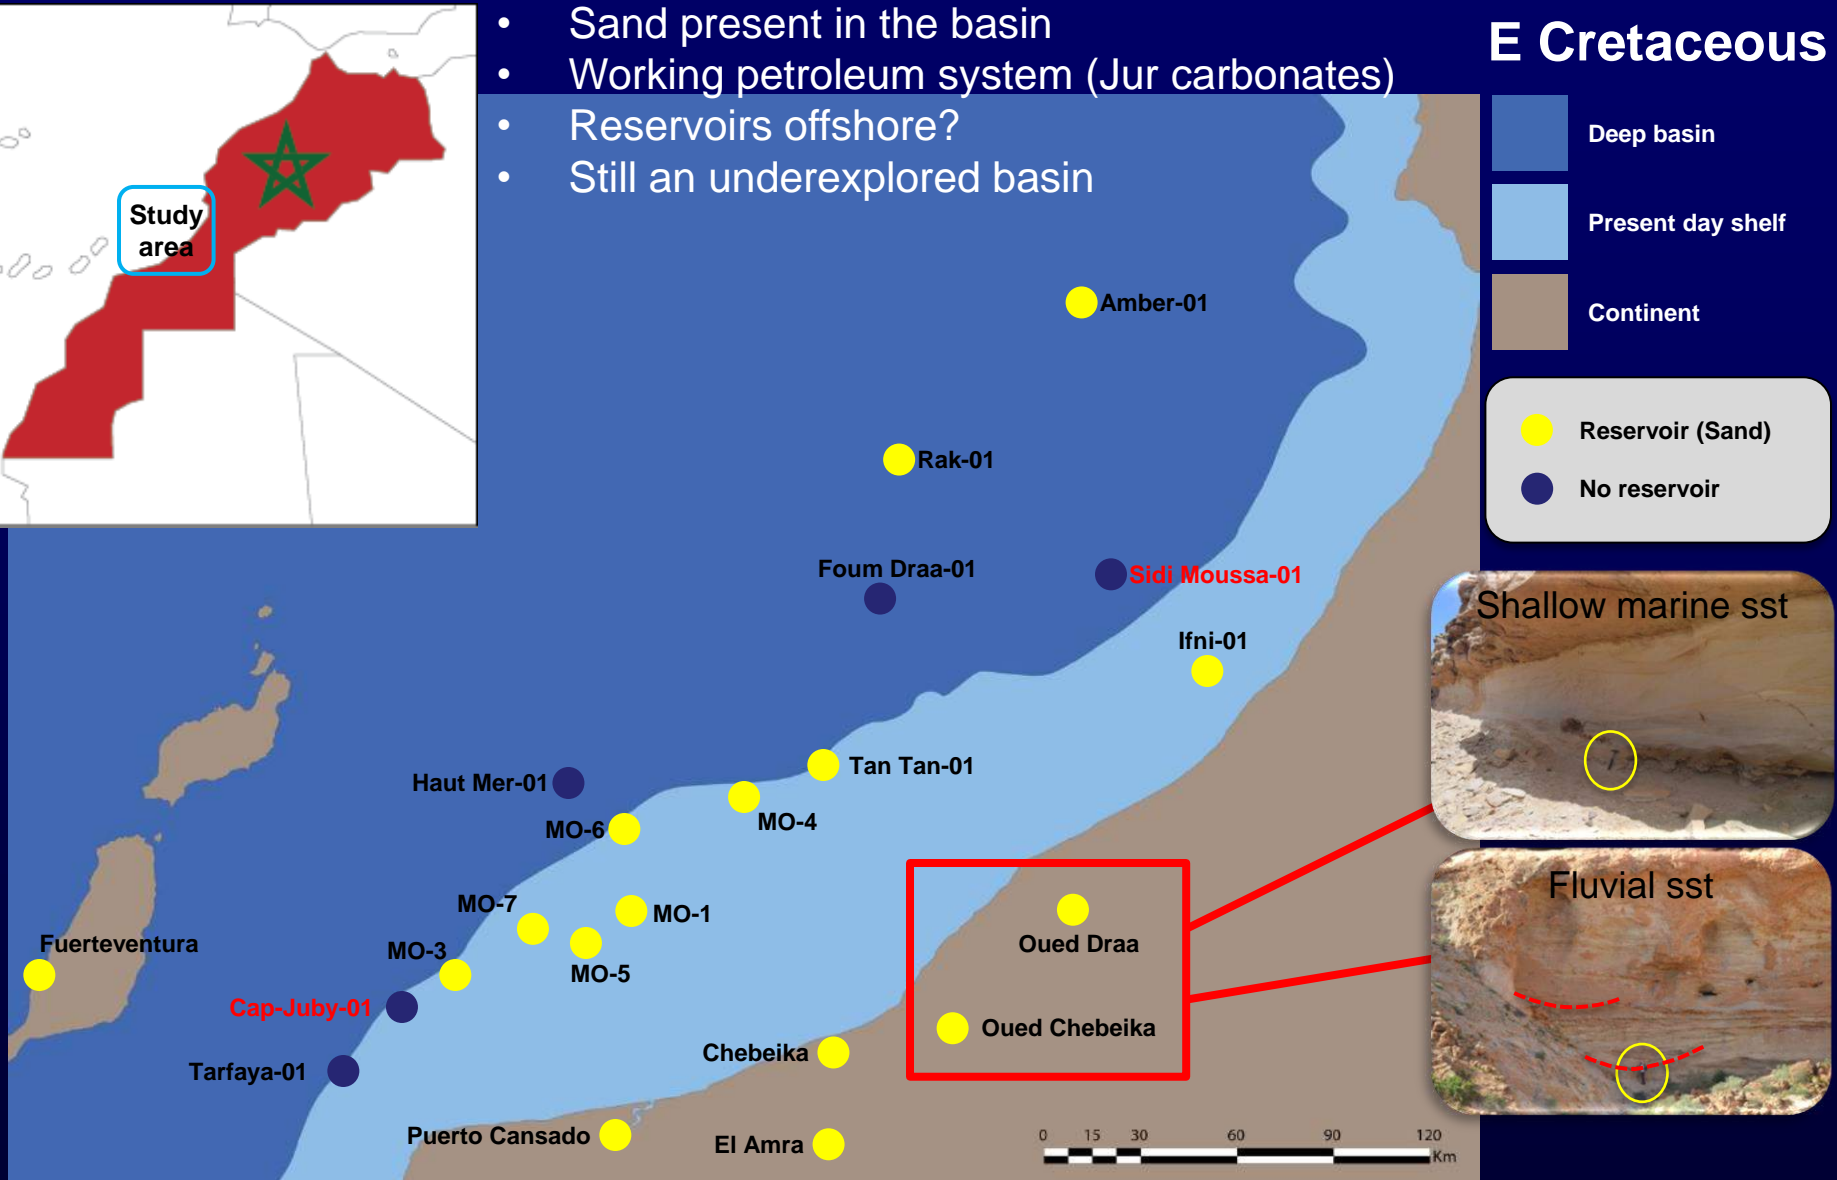 • Sand present in the basin
• Working petroleum system (Jur carbonates)
• Reservoirs offshore?
• Still an underexplored basin
E Cretaceous
Deep basin
Present day shelf
Continent
Reservoir (Sand)
No reservoir
Study
area
Amber-01
Rak-01
Foum Draa-01
Sidi Moussa-01
Ifni-01
Shallow marine sst
Tan Tan-01
Haut Mer-01
MO-4
MO-6
Fluvial sst
MO-7
MO-1
Fuerteventura
MO-3
MO-5
Oued Draa
Cap-Juby-01
Oued Chebeika
Chebeika
Tarfaya-01
Puerto Cansado
El Amra
0 15 30 60 90 120
Km